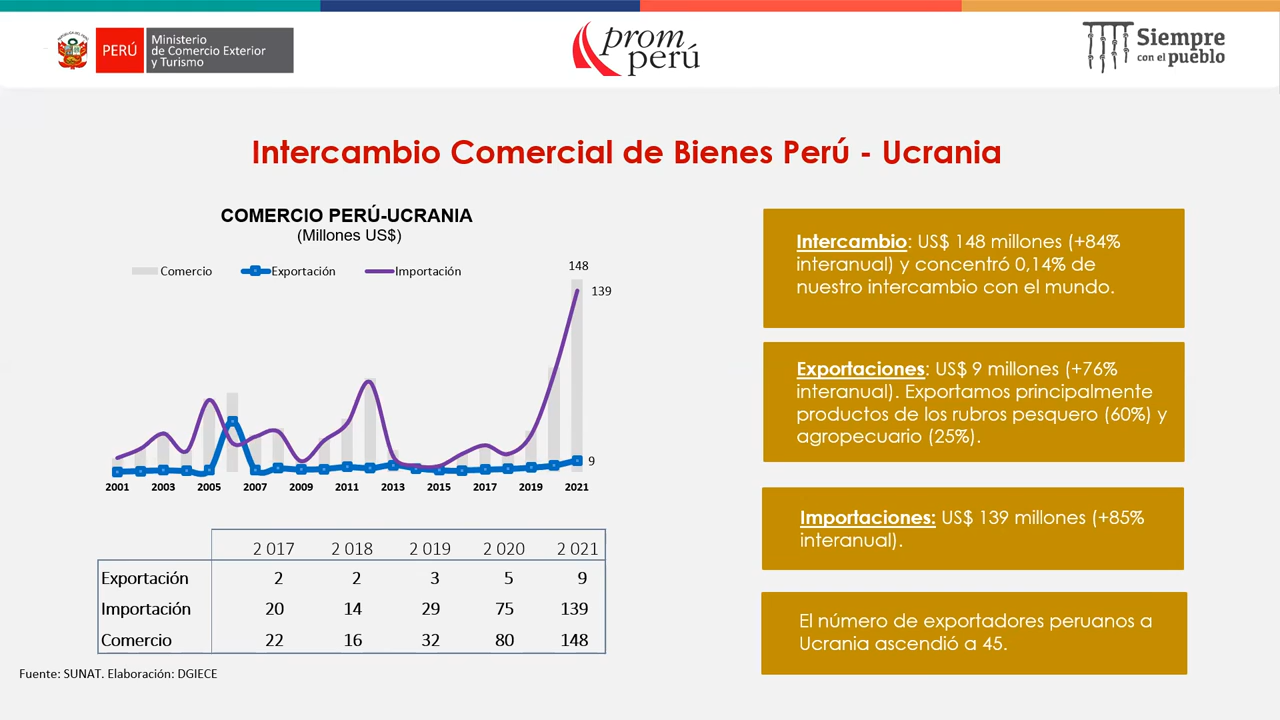 PERÚ
Ministerio
de Comercio Exterior
y Turismo
prom
perú
Siempre
con el pueblo
Intercambio Comercial de Bienes Perú - Ucrania
COMERCIO PERÚ-UCRANIA
(Millones US$)
Comercio Exportación Importación
148
139
9
2001 2003 2005 2007 2009 2011 2013 2015 2017 2019 2021
2 017 2 018 2 019 2 020 2 021
Exportación 2 2 3 5 9
Importación 20 14 29 75 139
Comercio 22 16 32 80 148
Fuente: SUNAT. Elaboración: DGIECE
Intercambio: US$ 148 millones (+84%
interanual) y concentró 0,14% de
nuestro intercambio con el mundo.
Exportaciones: US$ 9 millones (+76%
interanual). Exportamos principalmente
productos de los rubros pesquero (60%) y
agropecuario (25%).
Importaciones: US$ 139 millones (+85%
interanual).
El número de exportadores peruanos a
Ucrania ascendió a 45.